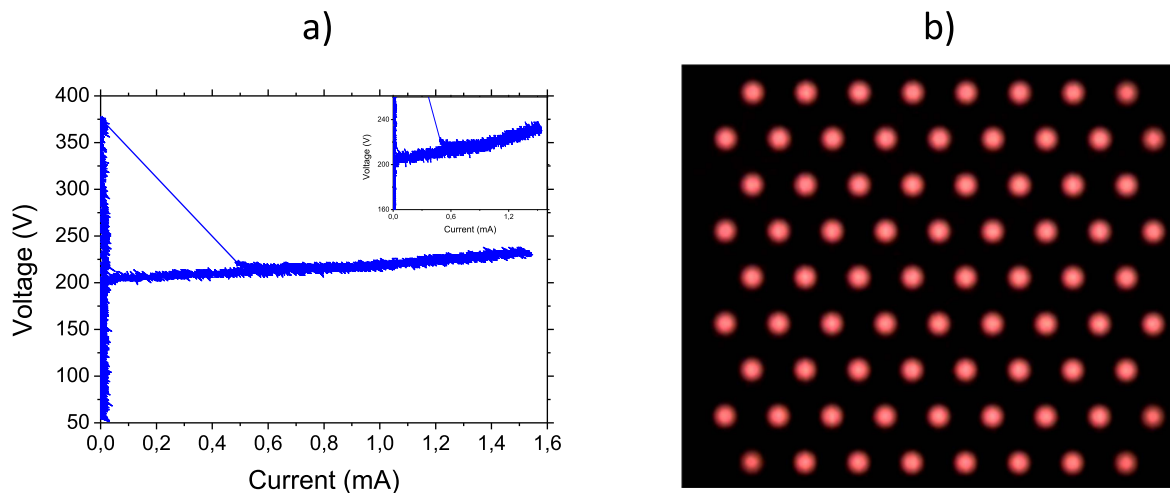 a)
b)
400
350
300
250
200
150
100
50
Voltage (V)
0,0 0,2 0,4 0,6 0,8 1,0 1,2 1,4 1,6
Current (mA)
240
200
160
Voltage (V)
0,0 0,6 1,2
Current (mA)